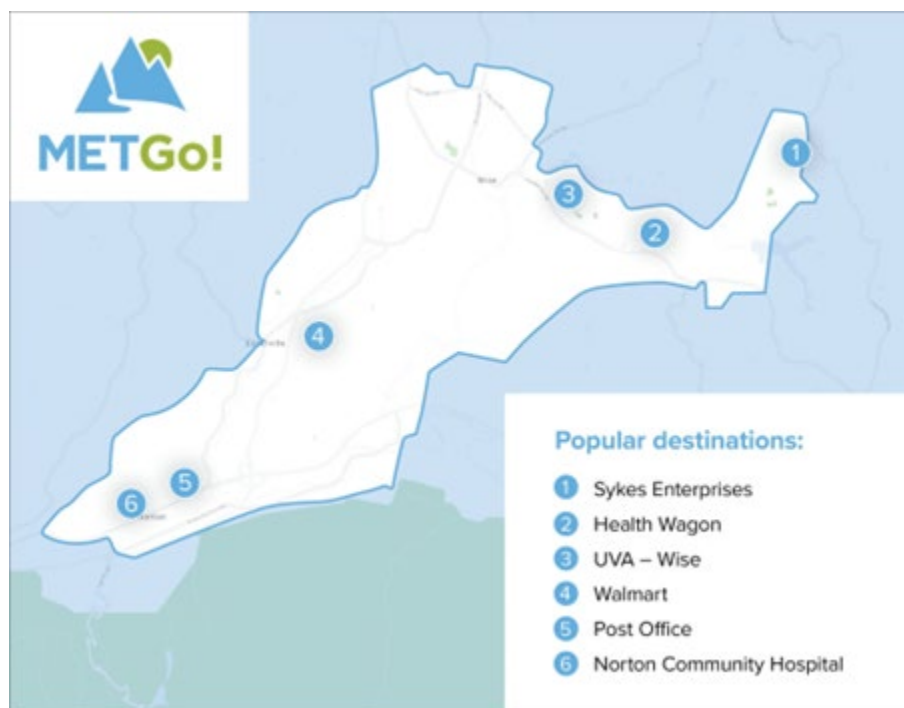 METGo!
1
3
Wise
2
4
5
6
Popular destinations:
1 Sykes Enterprises
2 Health Wagon
3 UVA – Wise
4 Walmart
5 Post Office
6 Norton Community Hospital